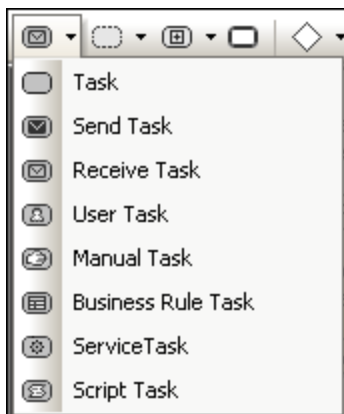 Task
Send Task
Receive Task
User Task
Manual Task
Business Rule Task
ServiceTask
Script Task